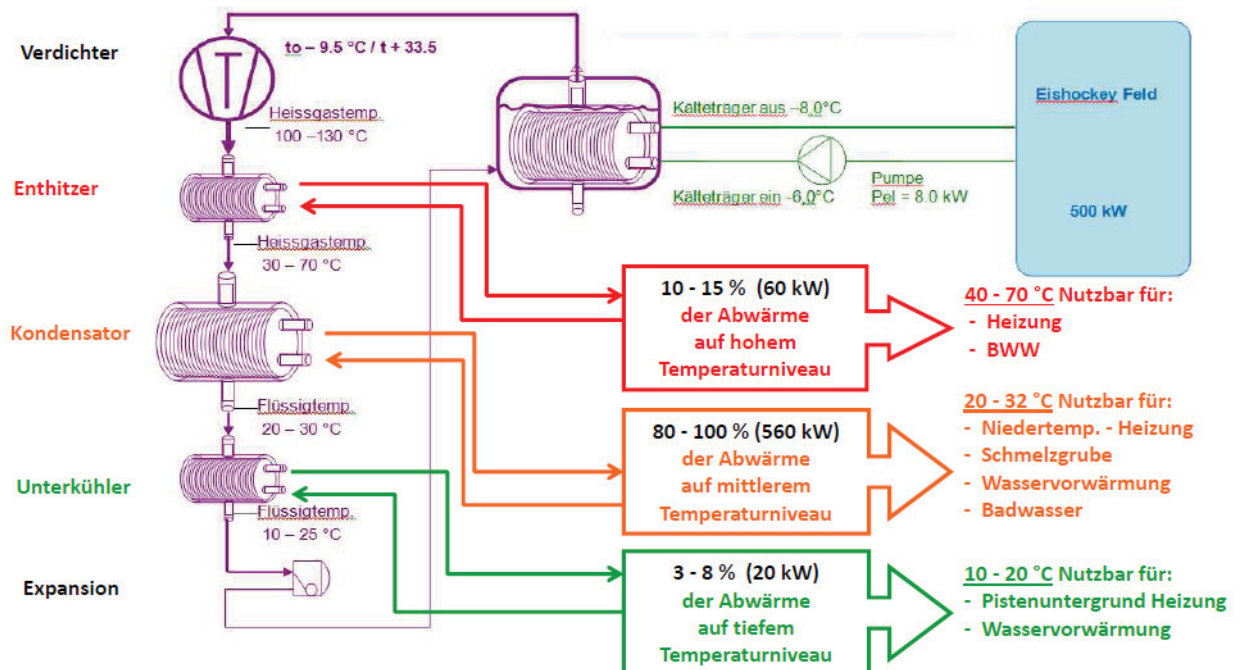 Verdichter
to – 9.5 °C / t + 33.5
Heissgastemp.
100 –130 °C
Kälteträger aus –8,0°C
Kälteträger ein -6,0°C
Pumpe
Pel = 8.0 kW
Eishockey Feld
500 kW
Enthitzer
Heissgastemp.
30 – 70 °C
10 - 15 % (60 kW)
der Abwärme
auf hohem
Temperaturniveau
40 - 70 °C Nutzbar für:
- Heizung
- BWW
Kondensator
Flüssigtemp.
20 – 30 °C
80 - 100 % (560 kW)
der Abwärme
auf mittlerem
Temperaturniveau
20 - 32 °C Nutzbar für:
- Niedertemp. - Heizung
- Schmelzgrube
- Wasservorwärmung
- Badwasser
Unterkühler
Flüssigtemp.
10 – 25 °C
3 - 8 % (20 kW)
der Abwärme
auf tiefem
Temperaturniveau
10 - 20 °C Nutzbar für:
- Pistenuntergrund Heizung
- Wasservorwärmung
Expansion